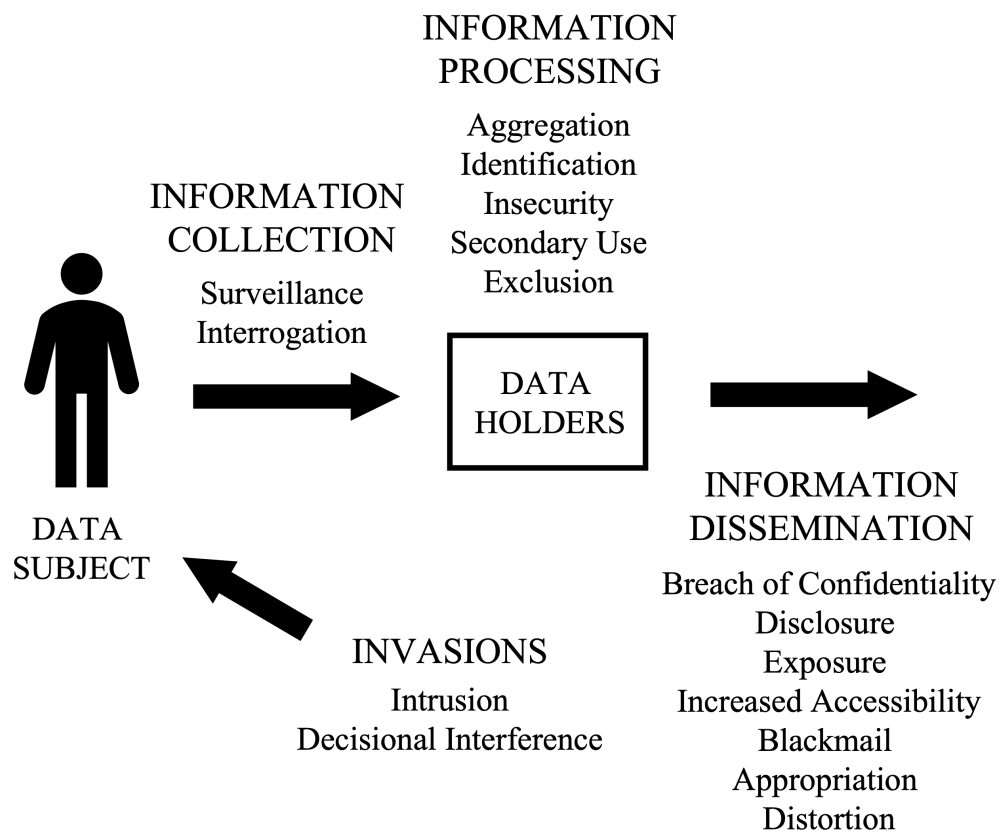 INFORMATION
PROCESSING
Aggregation
Identification
Insecurity
Secondary Use
Exclusion
INFORMATION
COLLECTION
Surveillance
Interrogation
DATA
HOLDERS
DATA
SUBJECT
INFORMATION
DISSEMINATION
Breach of Confidentiality
Disclosure
Exposure
Increased Accessibility
Blackmail
Appropriation
Distortion
INVASIONS
Intrusion
Decisional Interference